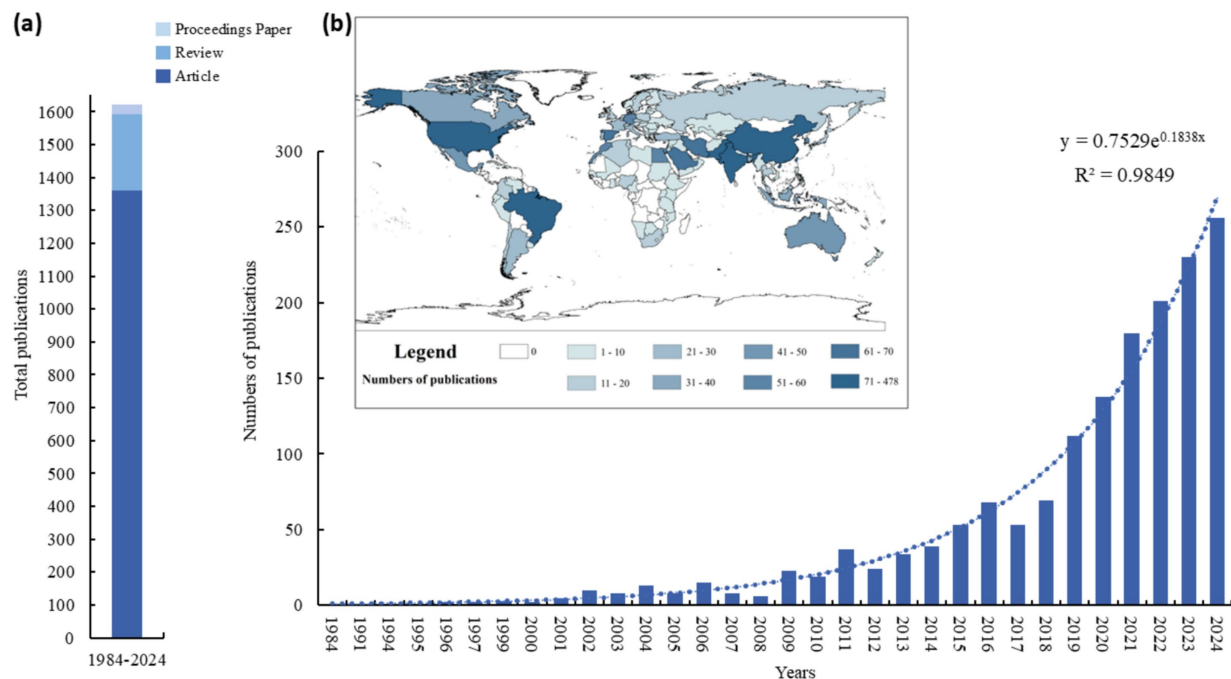 (a)
Proceedings Paper
Review
Article
Total publications
1600
1500
1400
1300
1200
1100
1000
900
800
700
600
500
400
300
200
100
0
1984-2024
(b)
y = 0.7529e^0.1838x
R² = 0.9849
Numbers of publications
300
250
200
150
100
50
0
Legend
Numbers of publications
0
1 - 10
21 - 30
41 - 50
61 - 70
11 - 20
31 - 40
51 - 60
71 - 478
1984
1991
1994
1995
1996
1997
1999
2000
2001
2002
2003
2004
2005
2006
2007
2008
2009
2010
2011
2012
2013
2014
2015
2016
2017
2018
2019
2020
2021
2022
2023
2024
Years